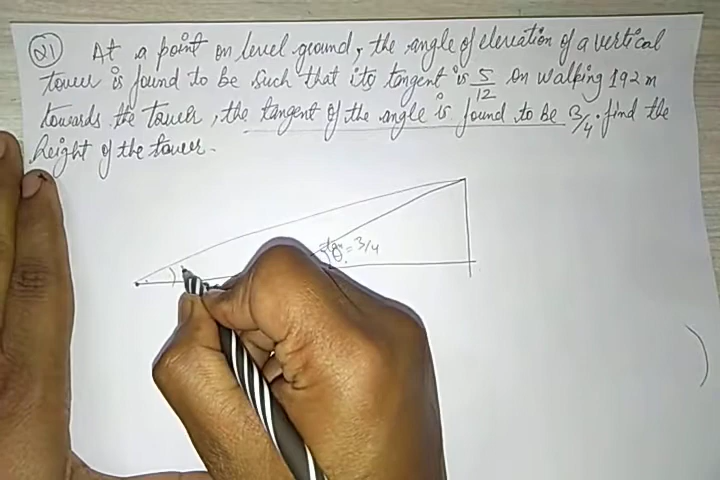 Q1) At a point on level ground, the angle of elevation of a vertical
tower is found to be such that its tangent is 5/12 on walking 192 m
towards the tower, the tangent of the angle is found to be 3/4. find the
height of the tower.
tan θ = 3/4